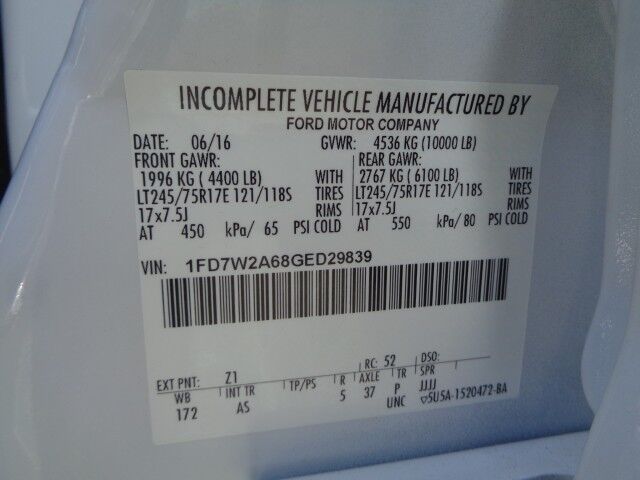 INCOMPLETE VEHICLE MANUFACTURED BY
FORD MOTOR COMPANY
DATE: 06/16 GVWR: 4536 KG (10000 LB)
FRONT GAWR: REAR GAWR:
1996 KG ( 4400 LB) WITH 2767 KG ( 6100 LB) WITH
LT245/75R17E 121/118S TIRES LT245/75R17E 121/118S TIRES
17x7.5J RIMS 17x7.5J RIMS
AT 450 kPa/ 65 PSI COLD AT 550 kPa/ 80 PSI COLD
VIN: 1FD7W2A68GED29839
EXT PNT: Z1 RC: 52 DSO:
WB INT TR TP/PS R AXLE TR SPR
172 AS 5 37 P JJJJ
UNC ▽5U5A-1520472-BA